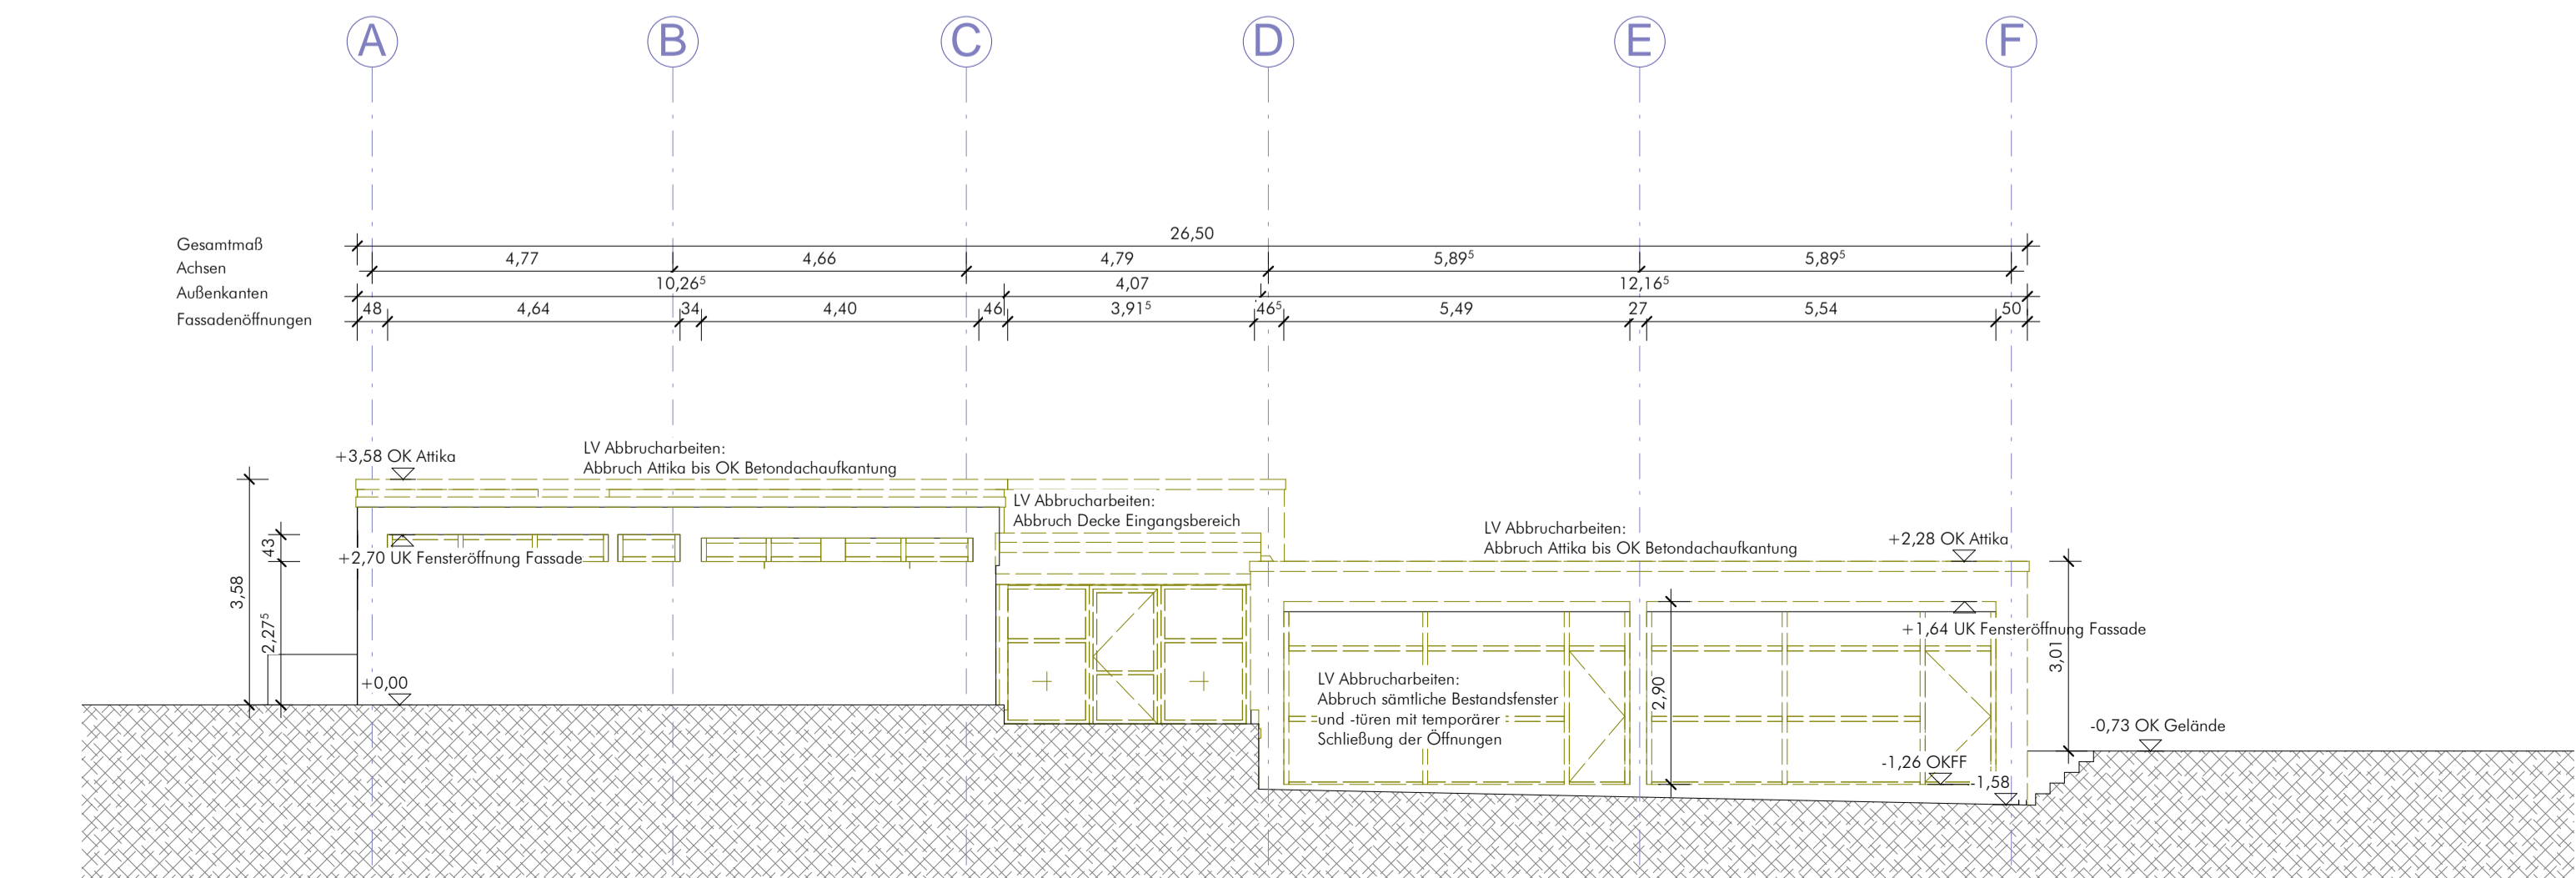 A B C D E F
Gesamtmaß 26,50
Achsen 4,77 4,66 4,79 5,89⁵ 5,89⁵
Außenkanten 10,26⁵ 4,07 12,16⁵
Fassadenöffnungen 48 4,64 34 4,40 46 3,91⁵ 46⁵ 5,49 27 5,54 50
+3,58 OK Attika
LV Abbrucharbeiten:
Abbruch Attika bis OK Betondachaufkantung
LV Abbrucharbeiten:
Abbruch Decke Eingangsbereich
LV Abbrucharbeiten:
Abbruch Attika bis OK Betondachaufkantung
+2,28 OK Attika
43
+2,70 UK Fensteröffnung Fassade
3,58
2,27⁵
+0,00
+1,64 UK Fensteröffnung Fassade
3,01
LV Abbrucharbeiten:
Abbruch sämtliche Bestandsfenster
und -türen mit temporärer
Schließung der Öffnungen
2,90
-0,73 OK Gelände
-1,26 OKFF
-1,58